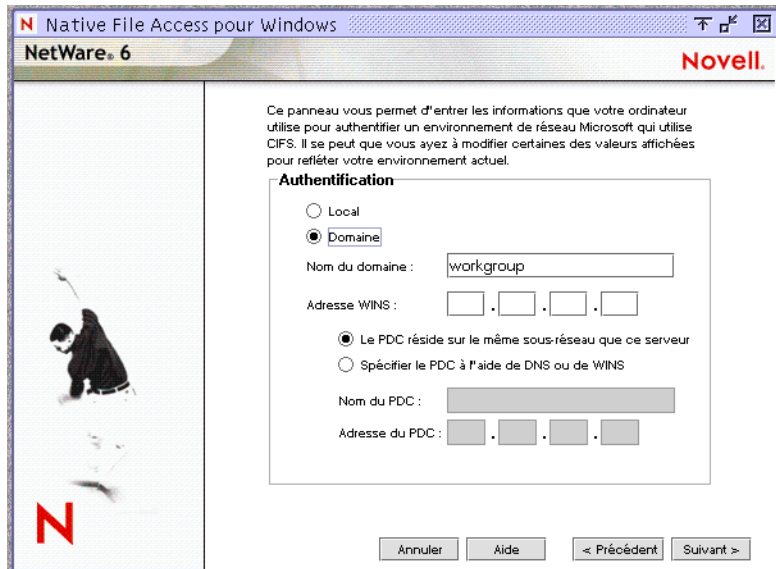 Native File Access pour Windows
NetWare® 6
Novell.
Ce panneau vous permet d"entrer les informations que votre ordinateur
utilise pour authentifier un environnement de réseau Microsoft qui utilise
CIFS. Il se peut que vous ayez à modifier certaines des valeurs affichées
pour refléter votre environnement actuel.
Authentification
Local
Domaine
Nom du domaine : workgroup
Adresse WINS : . . .
Le PDC réside sur le même sous-réseau que ce serveur
Spécifier le PDC à l"aide de DNS ou de WINS
Nom du PDC :
Adresse du PDC : . . .
N
Annuler Aide < Précédent Suivant >